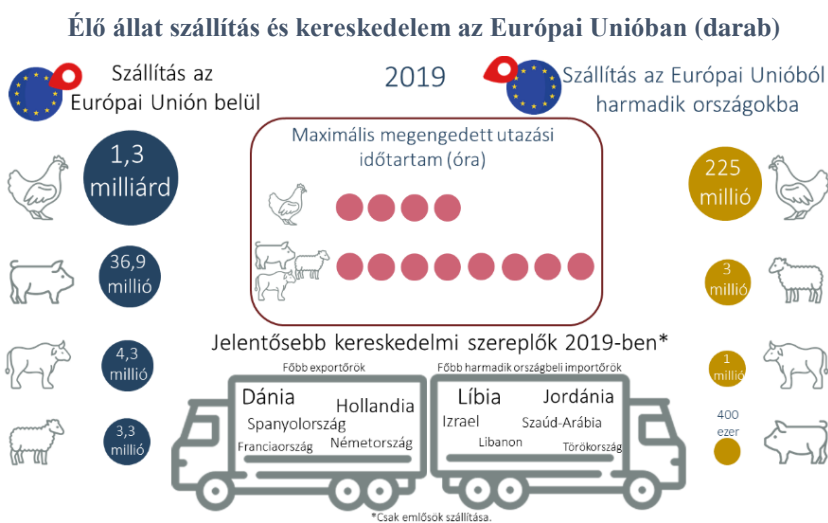 Élő állat szállítás és kereskedelem az Európai Unióban (darab)
Szállítás az
Európai Unión belül
2019
Szállítás az Európai Unióból
harmadik országokba
Maximális megengedett utazási
időtartam (óra)
1,3
milliárd
36,9
millió
4,3
millió
3,3
millió
225
millió
3
millió
1
millió
400
ezer
Jelentősebb kereskedelmi szereplők 2019-ben*
Főbb exportőrök
Dánia
Hollandia
Spanyolország
Franciaország
Németország
Főbb harmadik országbeli importőrök
Líbia
Jordánia
Izrael
Szaúd-Arábia
Libanon
Törökország
*Csak emlősök szállítása.